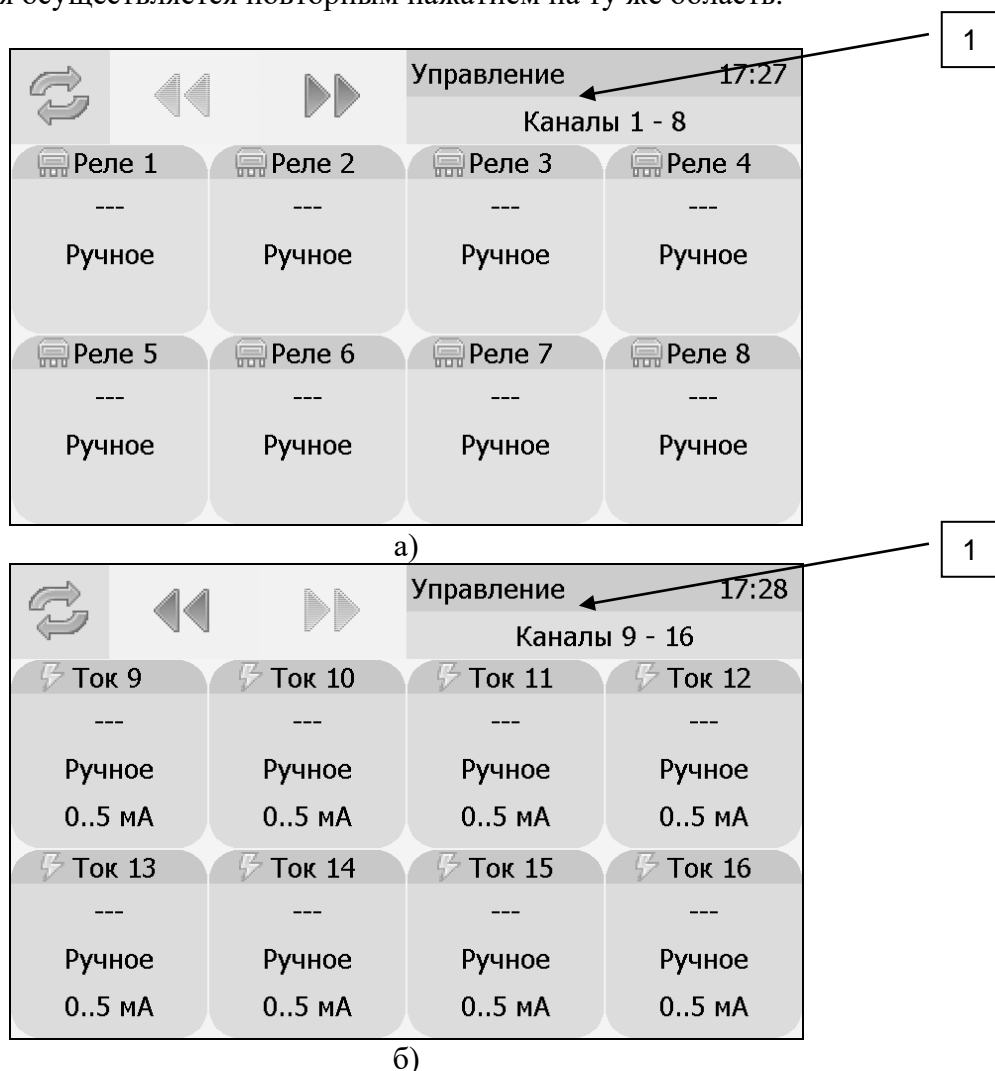 осуществляется повторным нажатием на ту же область.
1
Управление 17:27
Каналы 1 - 8
Реле 1 Реле 2 Реле 3 Реле 4
--- --- --- ---
Ручное Ручное Ручное Ручное
Реле 5 Реле 6 Реле 7 Реле 8
--- --- --- ---
Ручное Ручное Ручное Ручное
а)
1
Управление 17:28
Каналы 9 - 16
Ток 9 Ток 10 Ток 11 Ток 12
--- --- --- ---
Ручное Ручное Ручное Ручное
0..5 мА 0..5 мА 0..5 мА 0..5 мА
Ток 13 Ток 14 Ток 15 Ток 16
--- --- --- ---
Ручное Ручное Ручное Ручное
0..5 мА 0..5 мА 0..5 мА 0..5 мА
б)